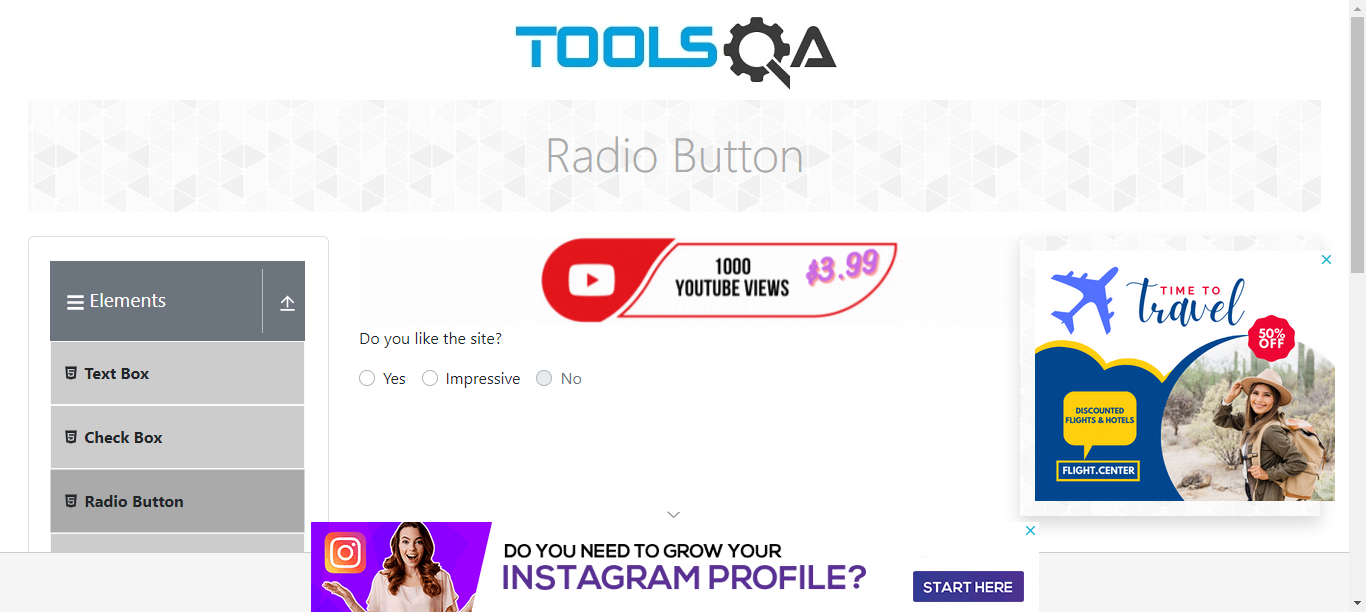 TOOLSQA
Radio Button
Elements
Text Box
Check Box
Radio Button
1000
YOUTUBE VIEWS
$3.99
Do you like the site?
Yes
Impressive
No
TIME TO
travel
50%
OFF
DISCOUNTED
FLIGHTS & HOTELS
FLIGHT.CENTER
DO YOU NEED TO GROW YOUR
INSTAGRAM PROFILE?
START HERE